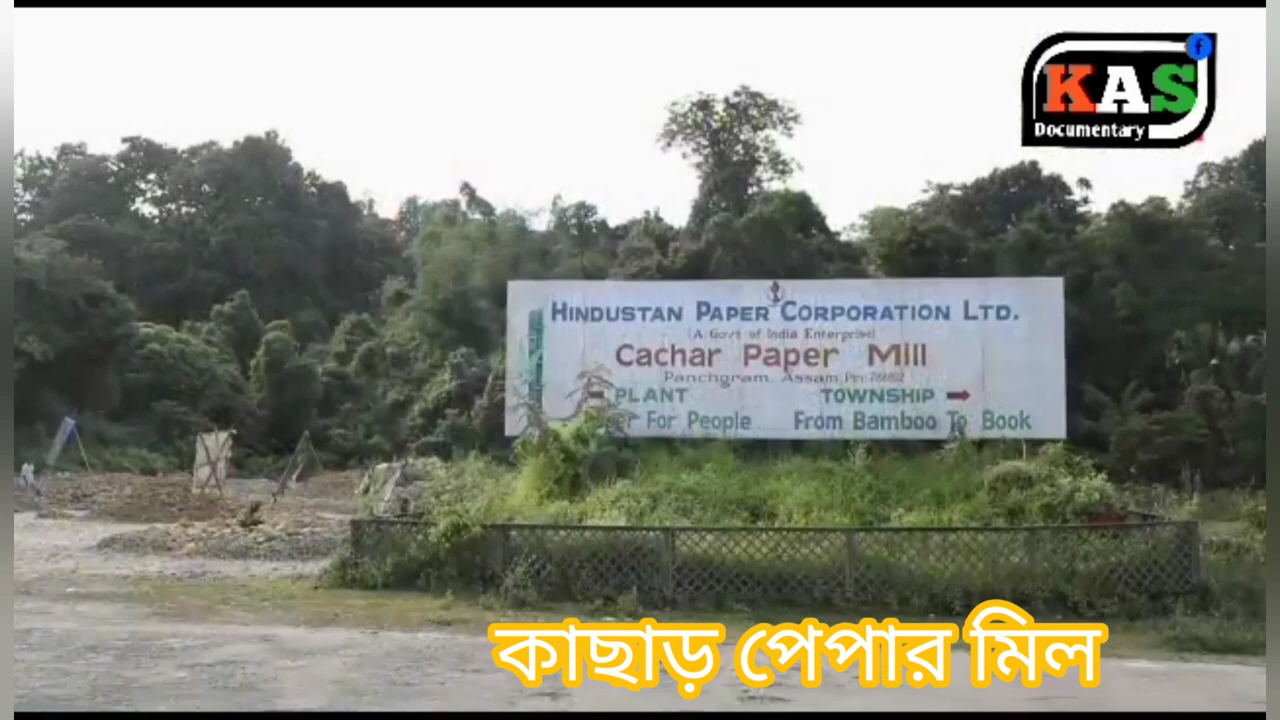 KAS
Documentary
HINDUSTAN PAPER CORPORATION LTD.
(A Govt of India Enterprise)
Cachar Paper Mill
Panchgram, Assam, Pin
PLANT TOWNSHIP
For People From Bamboo To Book
কাছাড় পেপার মিল